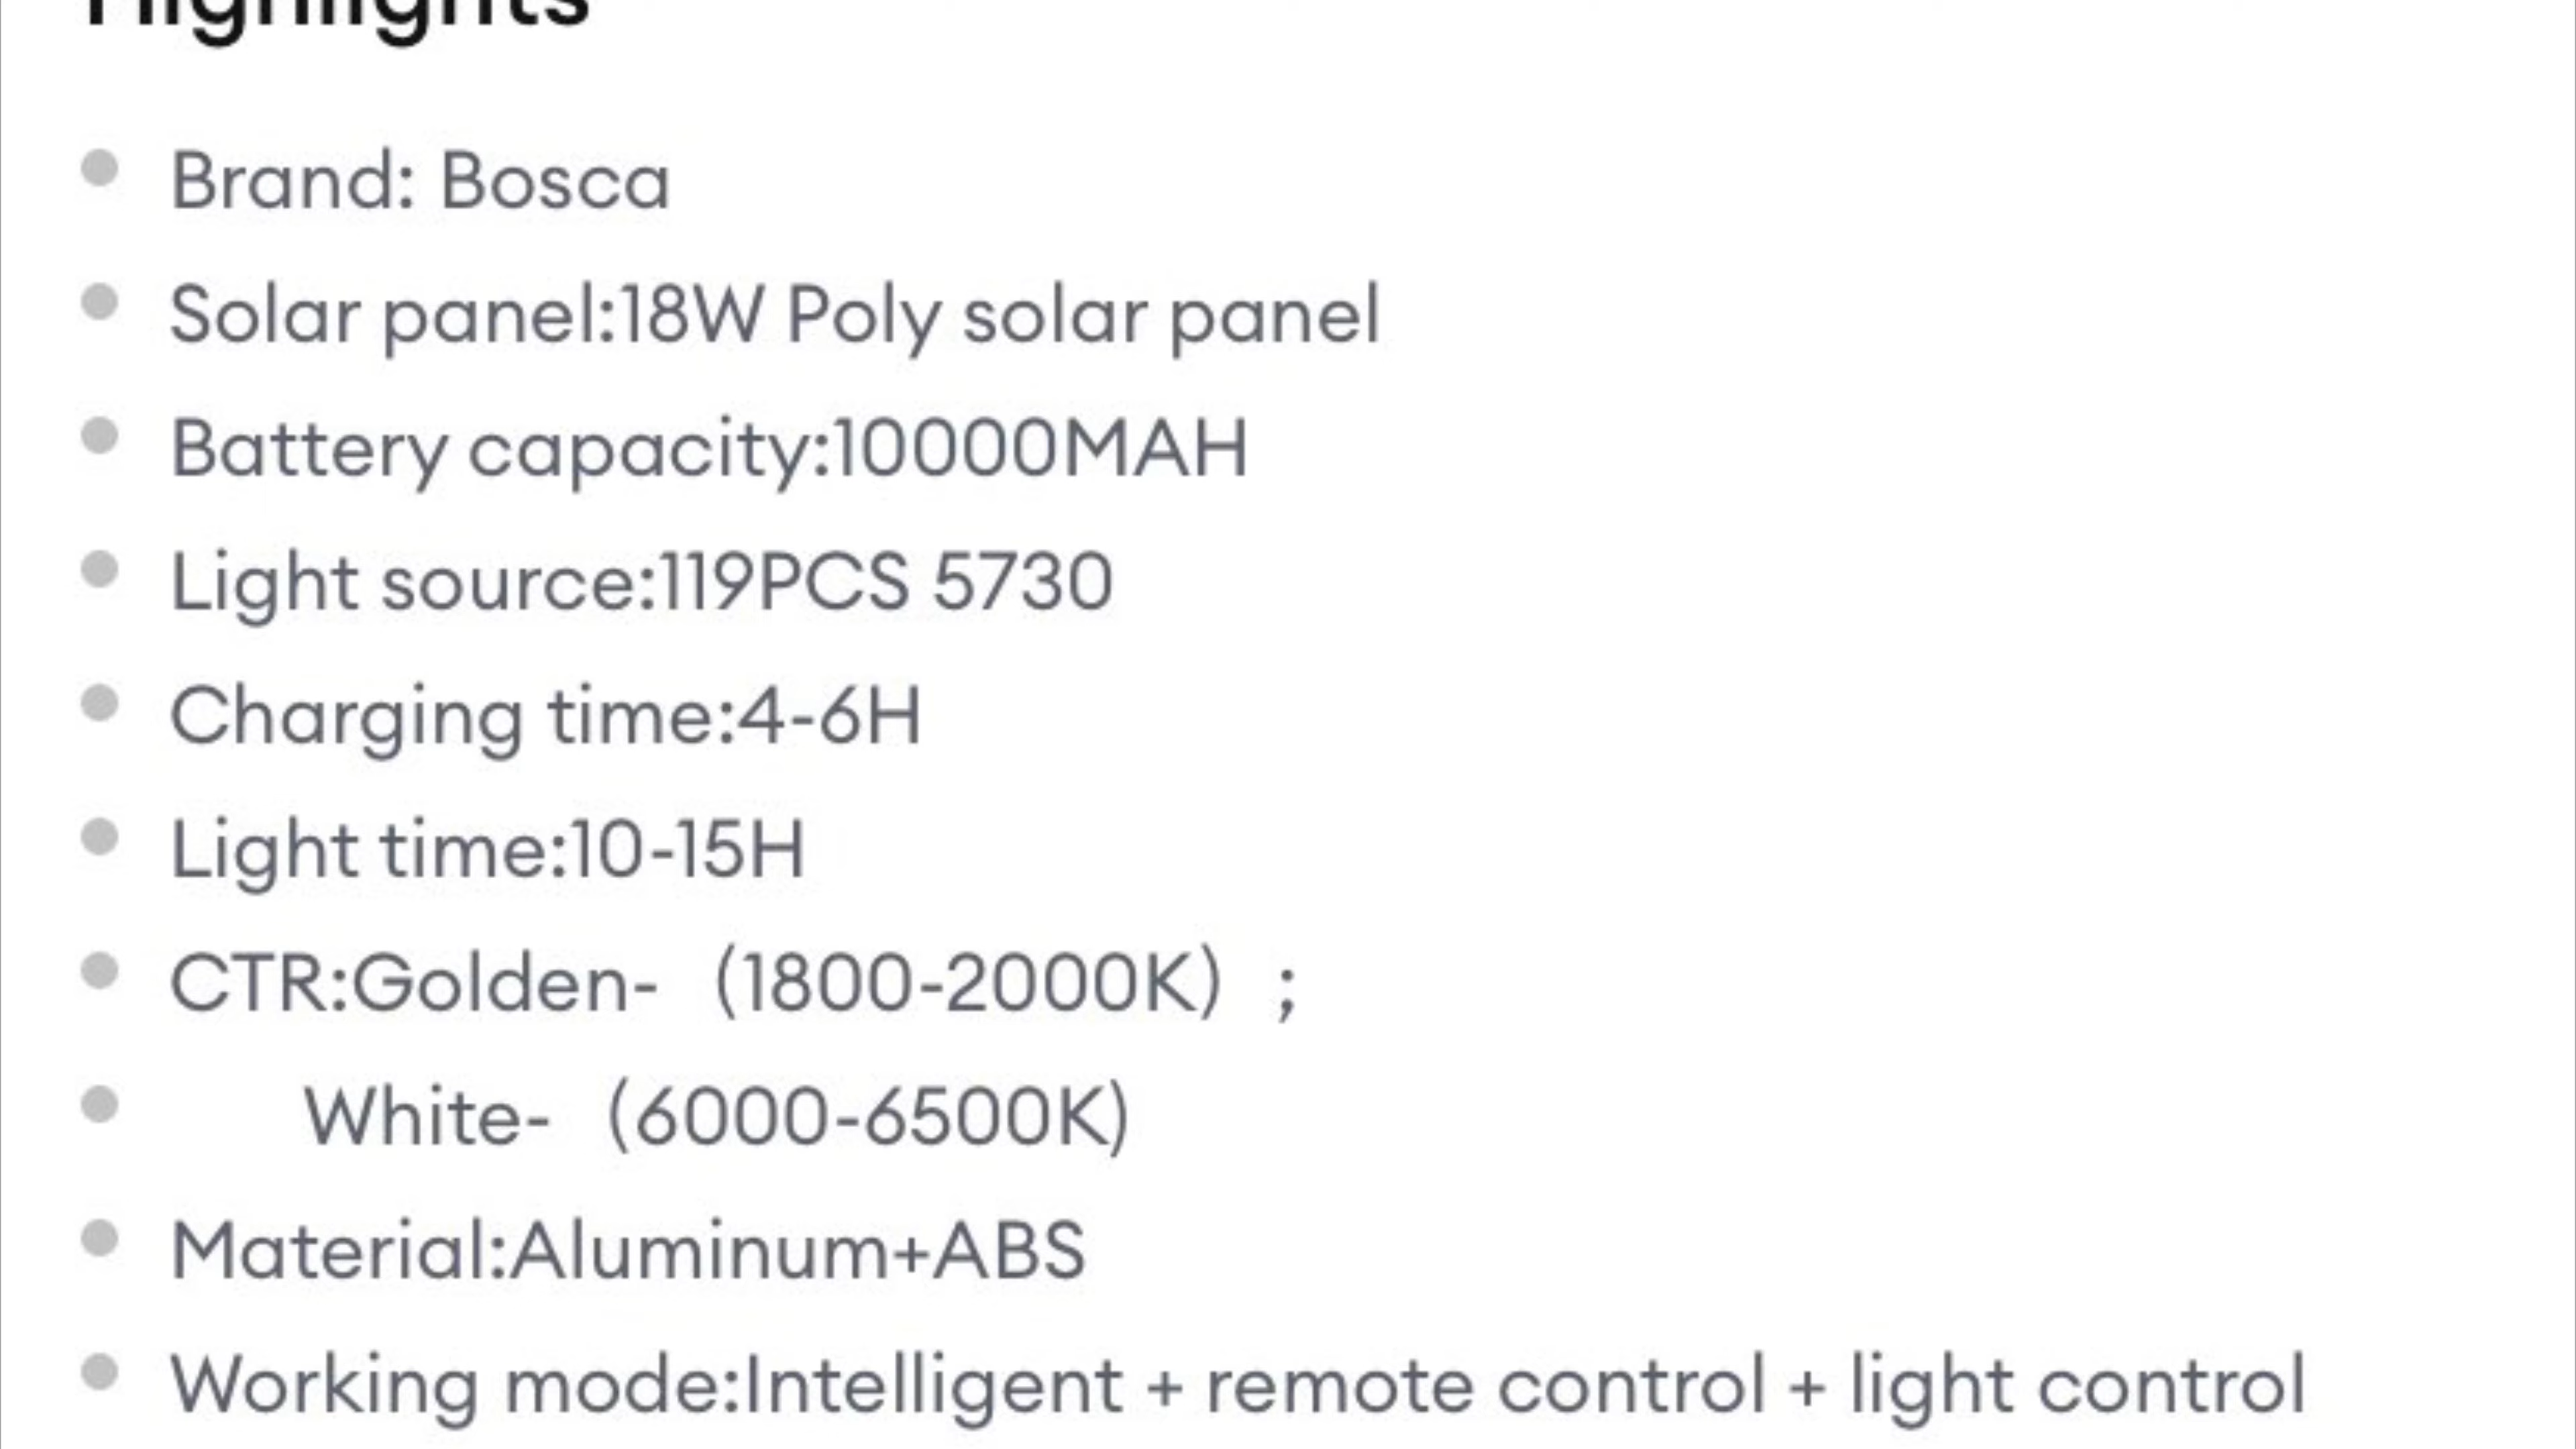 Highlights
Brand: Bosca
Solar panel:18W Poly solar panel
Battery capacity:10000MAH
Light source:119PCS 5730
Charging time:4-6H
Light time:10-15H
CTR:Golden- (1800-2000K) ;
White- (6000-6500K)
Material:Aluminum+ABS
Working mode:Intelligent + remote control + light control